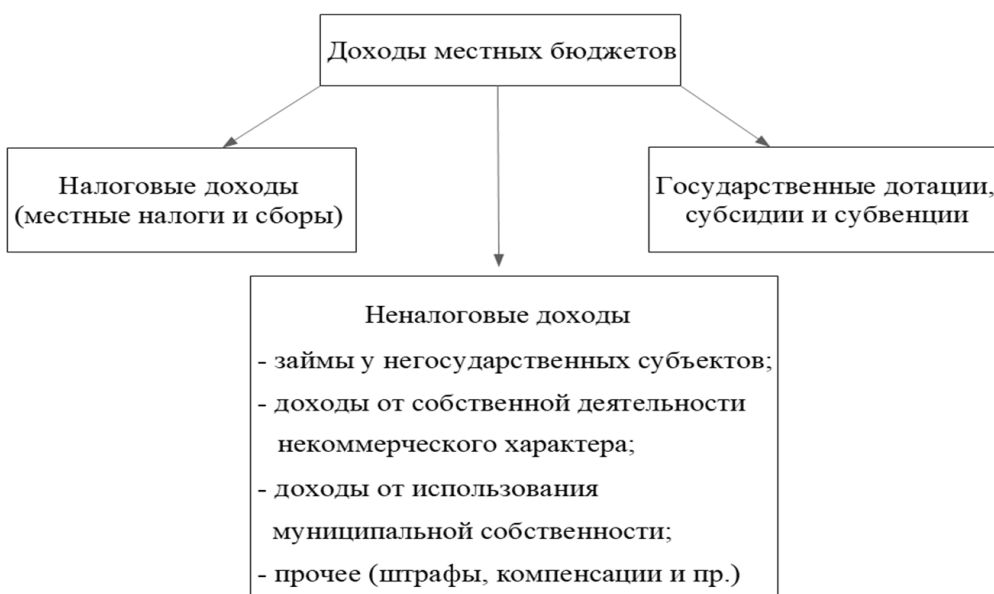 Доходы местных бюджетов
Налоговые доходы
(местные налоги и сборы)
Государственные дотации,
субсидии и субвенции
Неналоговые доходы
- займы у негосударственных субъектов;
- доходы от собственной деятельности
некоммерческого характера;
- доходы от использования
муниципальной собственности;
- прочее (штрафы, компенсации и пр.)